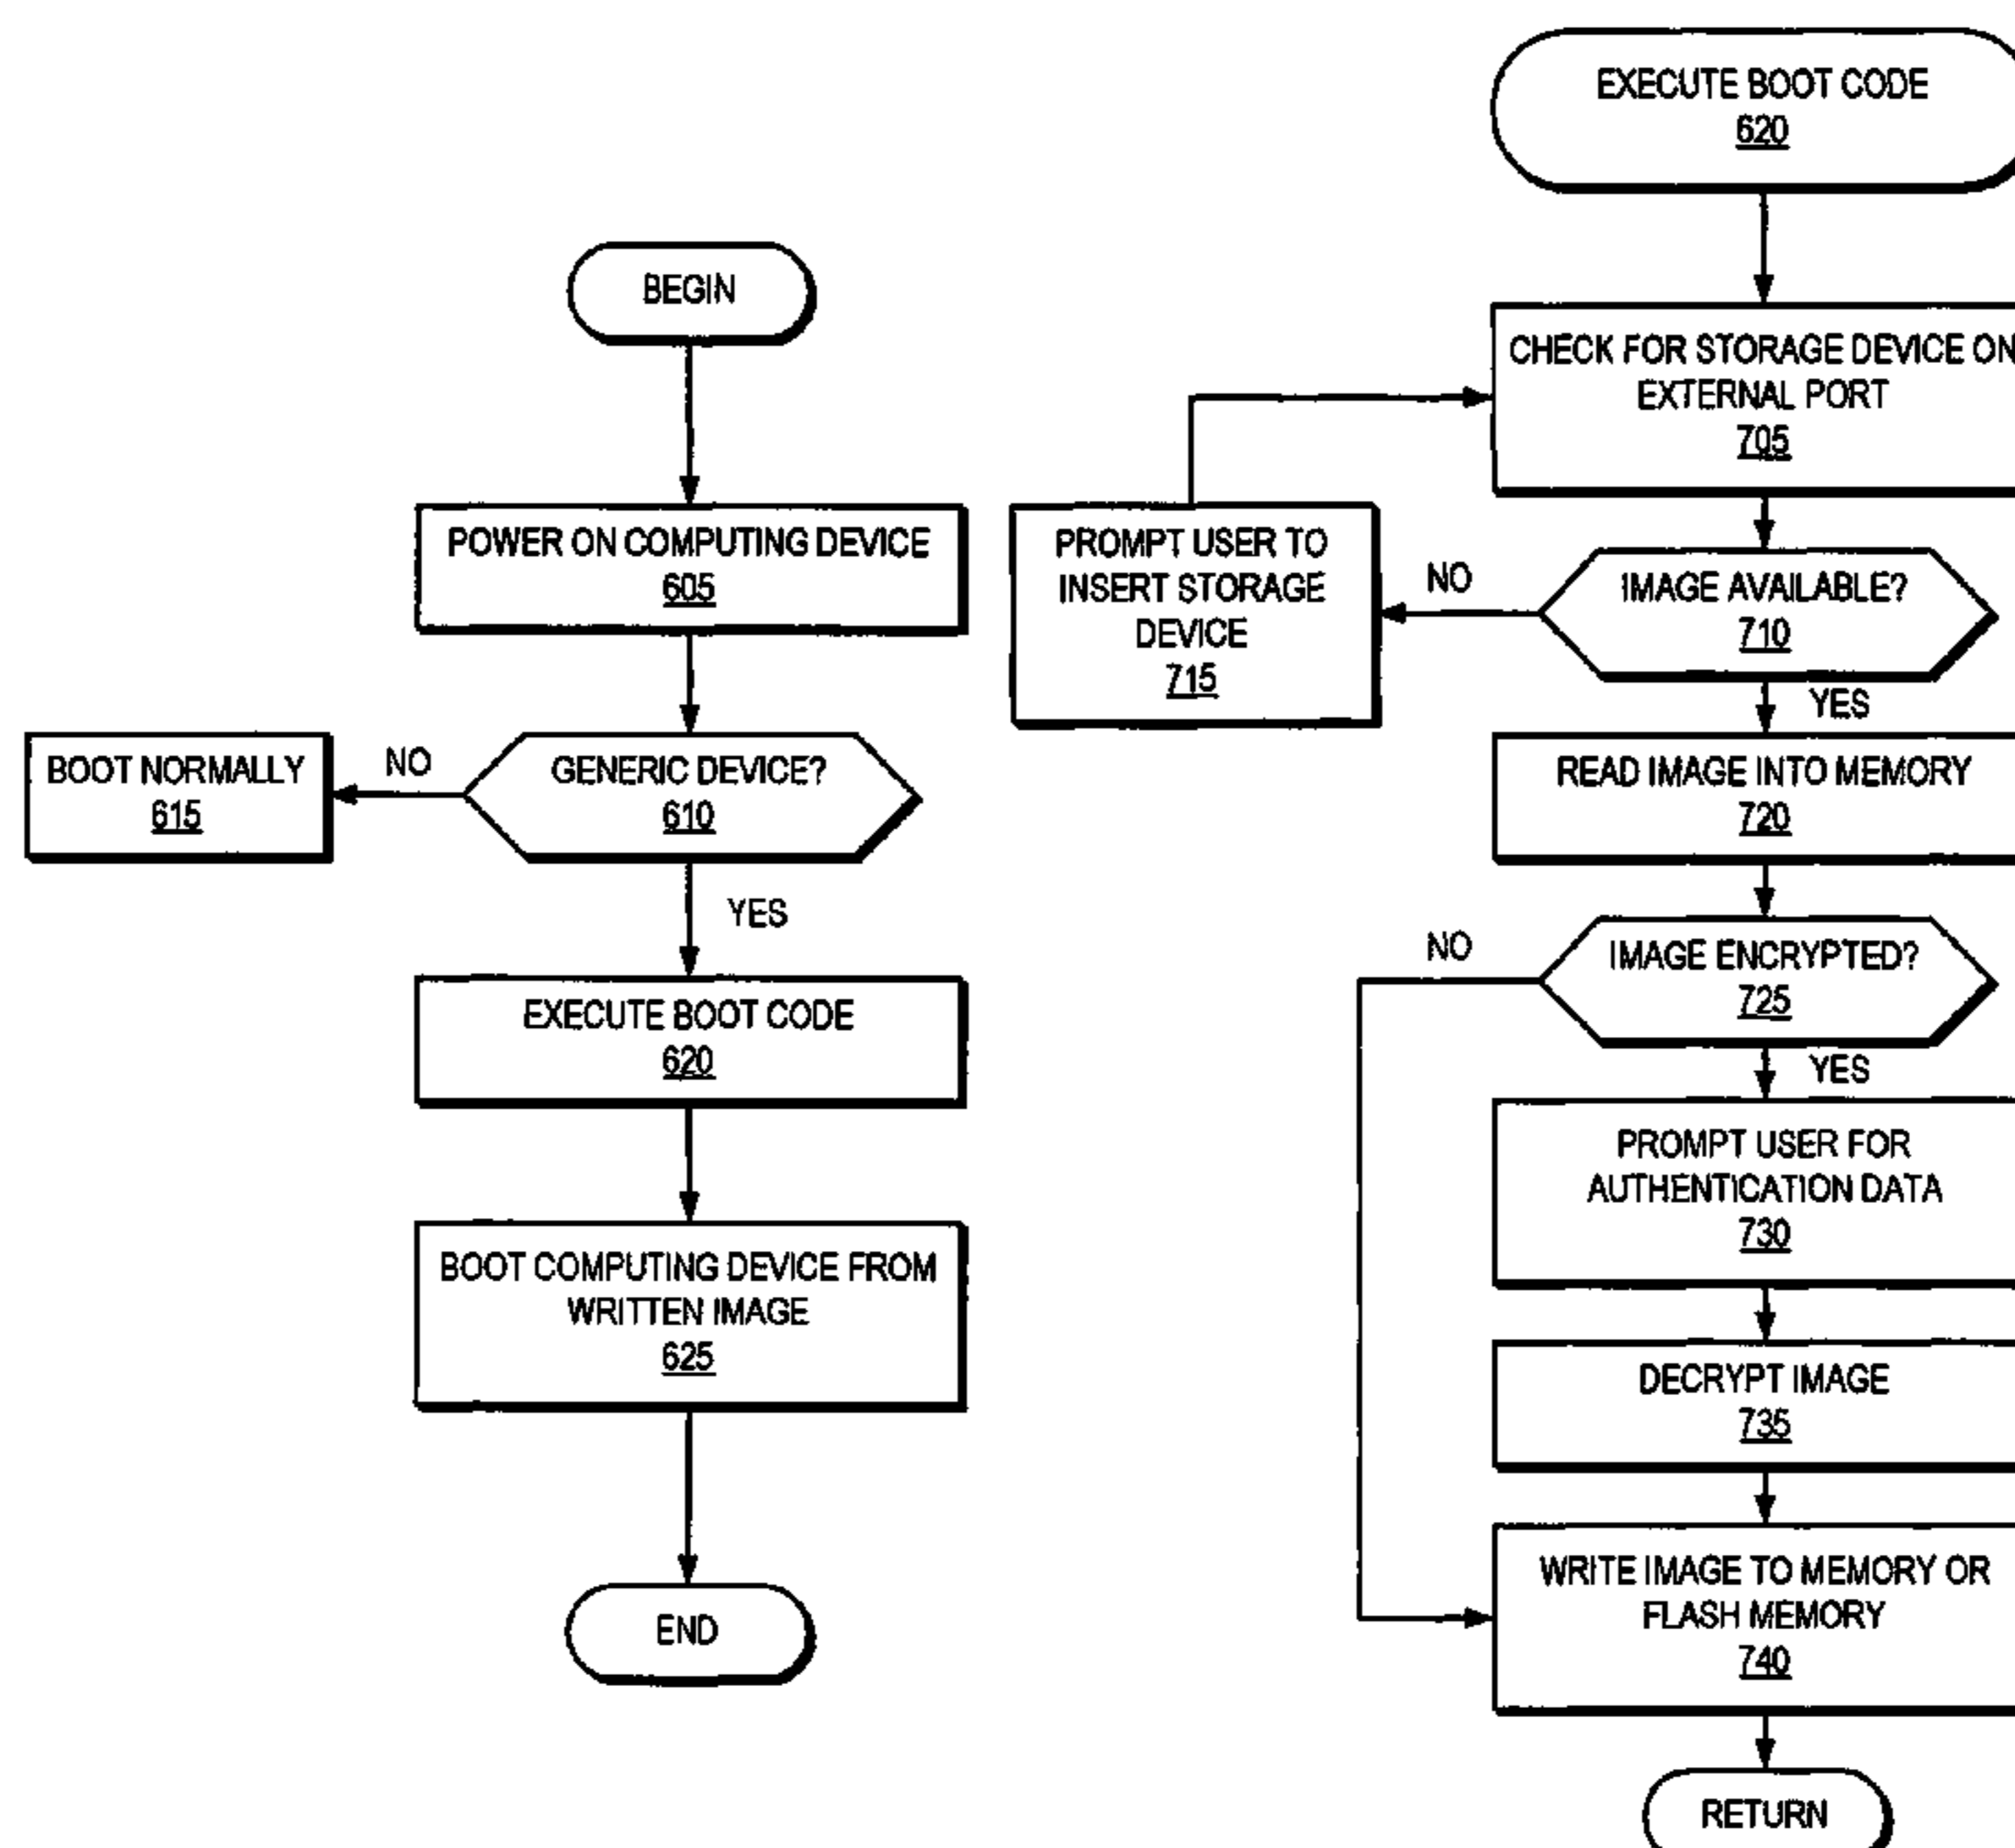 BEGIN
POWER ON COMPUTING DEVICE
605
GENERIC DEVICE?
610
NO
BOOT NORMALLY
615
YES
EXECUTE BOOT CODE
620
BOOT COMPUTING DEVICE FROM
WRITTEN IMAGE
625
END
EXECUTE BOOT CODE
620
CHECK FOR STORAGE DEVICE ON
EXTERNAL PORT
705
IMAGE AVAILABLE?
710
NO
PROMPT USER TO
INSERT STORAGE
DEVICE
715
YES
READ IMAGE INTO MEMORY
720
IMAGE ENCRYPTED?
725
NO
YES
PROMPT USER FOR
AUTHENTICATION DATA
730
DECRYPT IMAGE
735
WRITE IMAGE TO MEMORY OR
FLASH MEMORY
740
RETURN